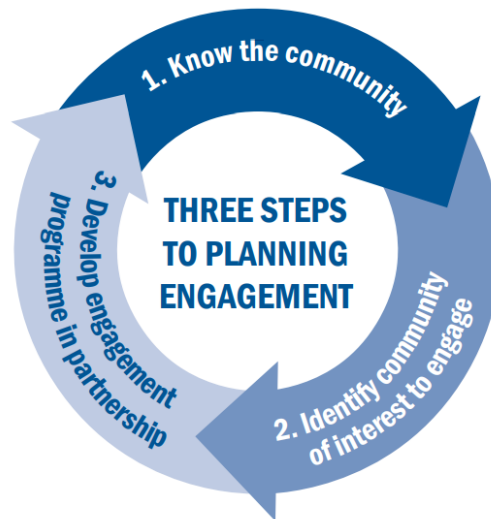 THREE STEPS
TO PLANNING
ENGAGEMENT
1. Know the community
2. Identify community
of interest to engage
3. Develop engagement
programme in partnership